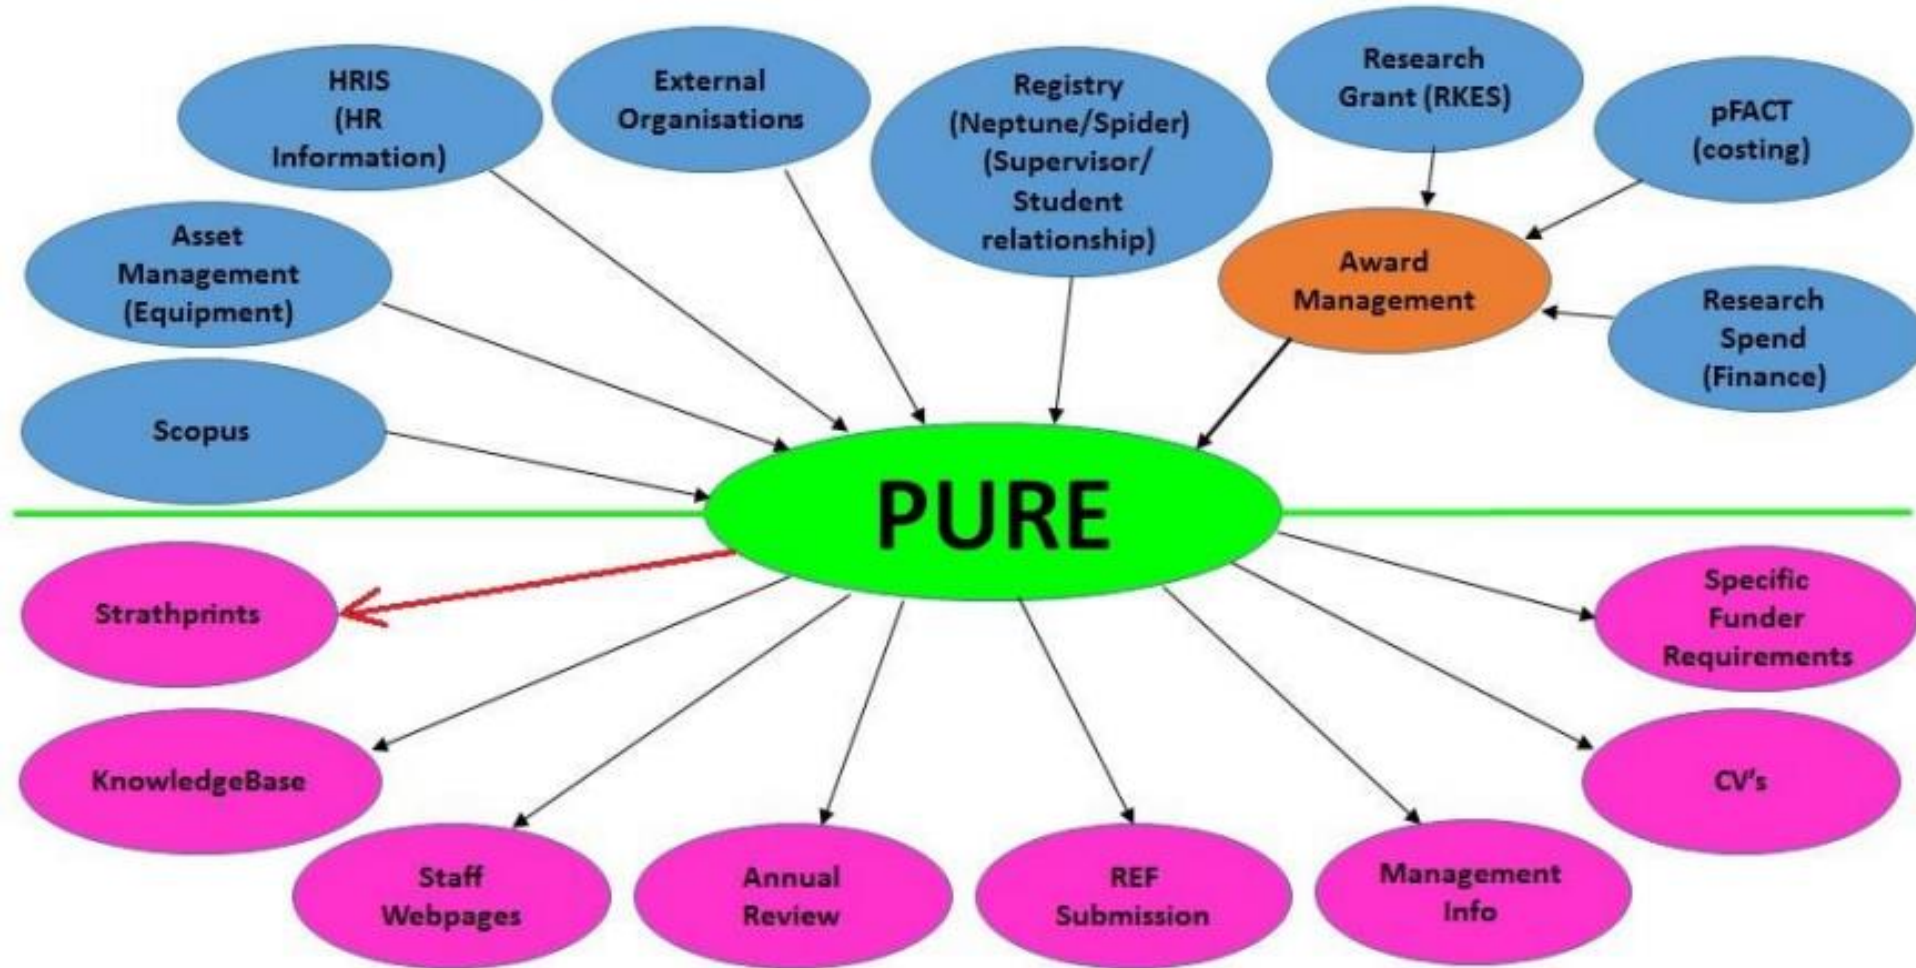 HRIS
(HR
Information)
External
Organisations
Registry
(Neptune/Spider)
(Supervisor/
Student
relationship)
Research
Grant (RKES)
pFACT
(costing)
Asset
Management
(Equipment)
Award
Management
Research
Spend
(Finance)
Scopus
PURE
Strathprints
Specific
Funder
Requirements
KnowledgeBase
CV's
Staff
Webpages
Annual
Review
REF
Submission
Management
Info